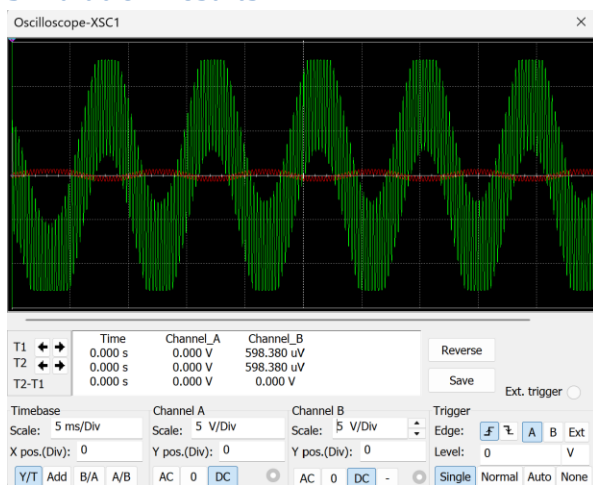 Oscilloscope-XSC1 ×
Time Channel_A Channel_B
T1 0.000 s 0.000 V 598.380 uV
T2 0.000 s 0.000 V 598.380 uV
T2-T1 0.000 s 0.000 V 0.000 V
Reverse
Save
Ext. trigger
Timebase Channel A Channel B Trigger
Scale: 5 ms/Div Scale: 5 V/Div Scale: 5 V/Div Edge: A B Ext
X pos.(Div): 0 Y pos.(Div): 0 Y pos.(Div): 0 Level: 0 V
Y/T Add B/A A/B AC 0 DC AC 0 DC - Single Normal Auto None